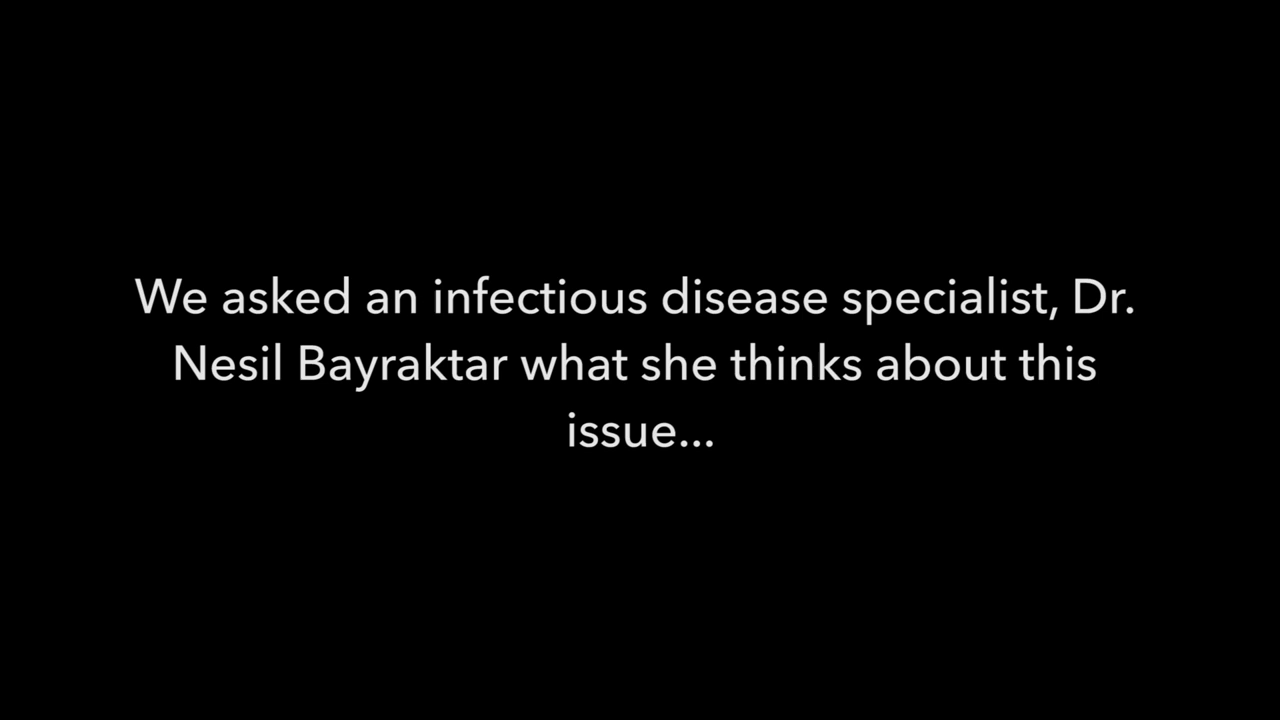 We asked an infectious disease specialist, Dr.
Nesil Bayraktar what she thinks about this
issue...